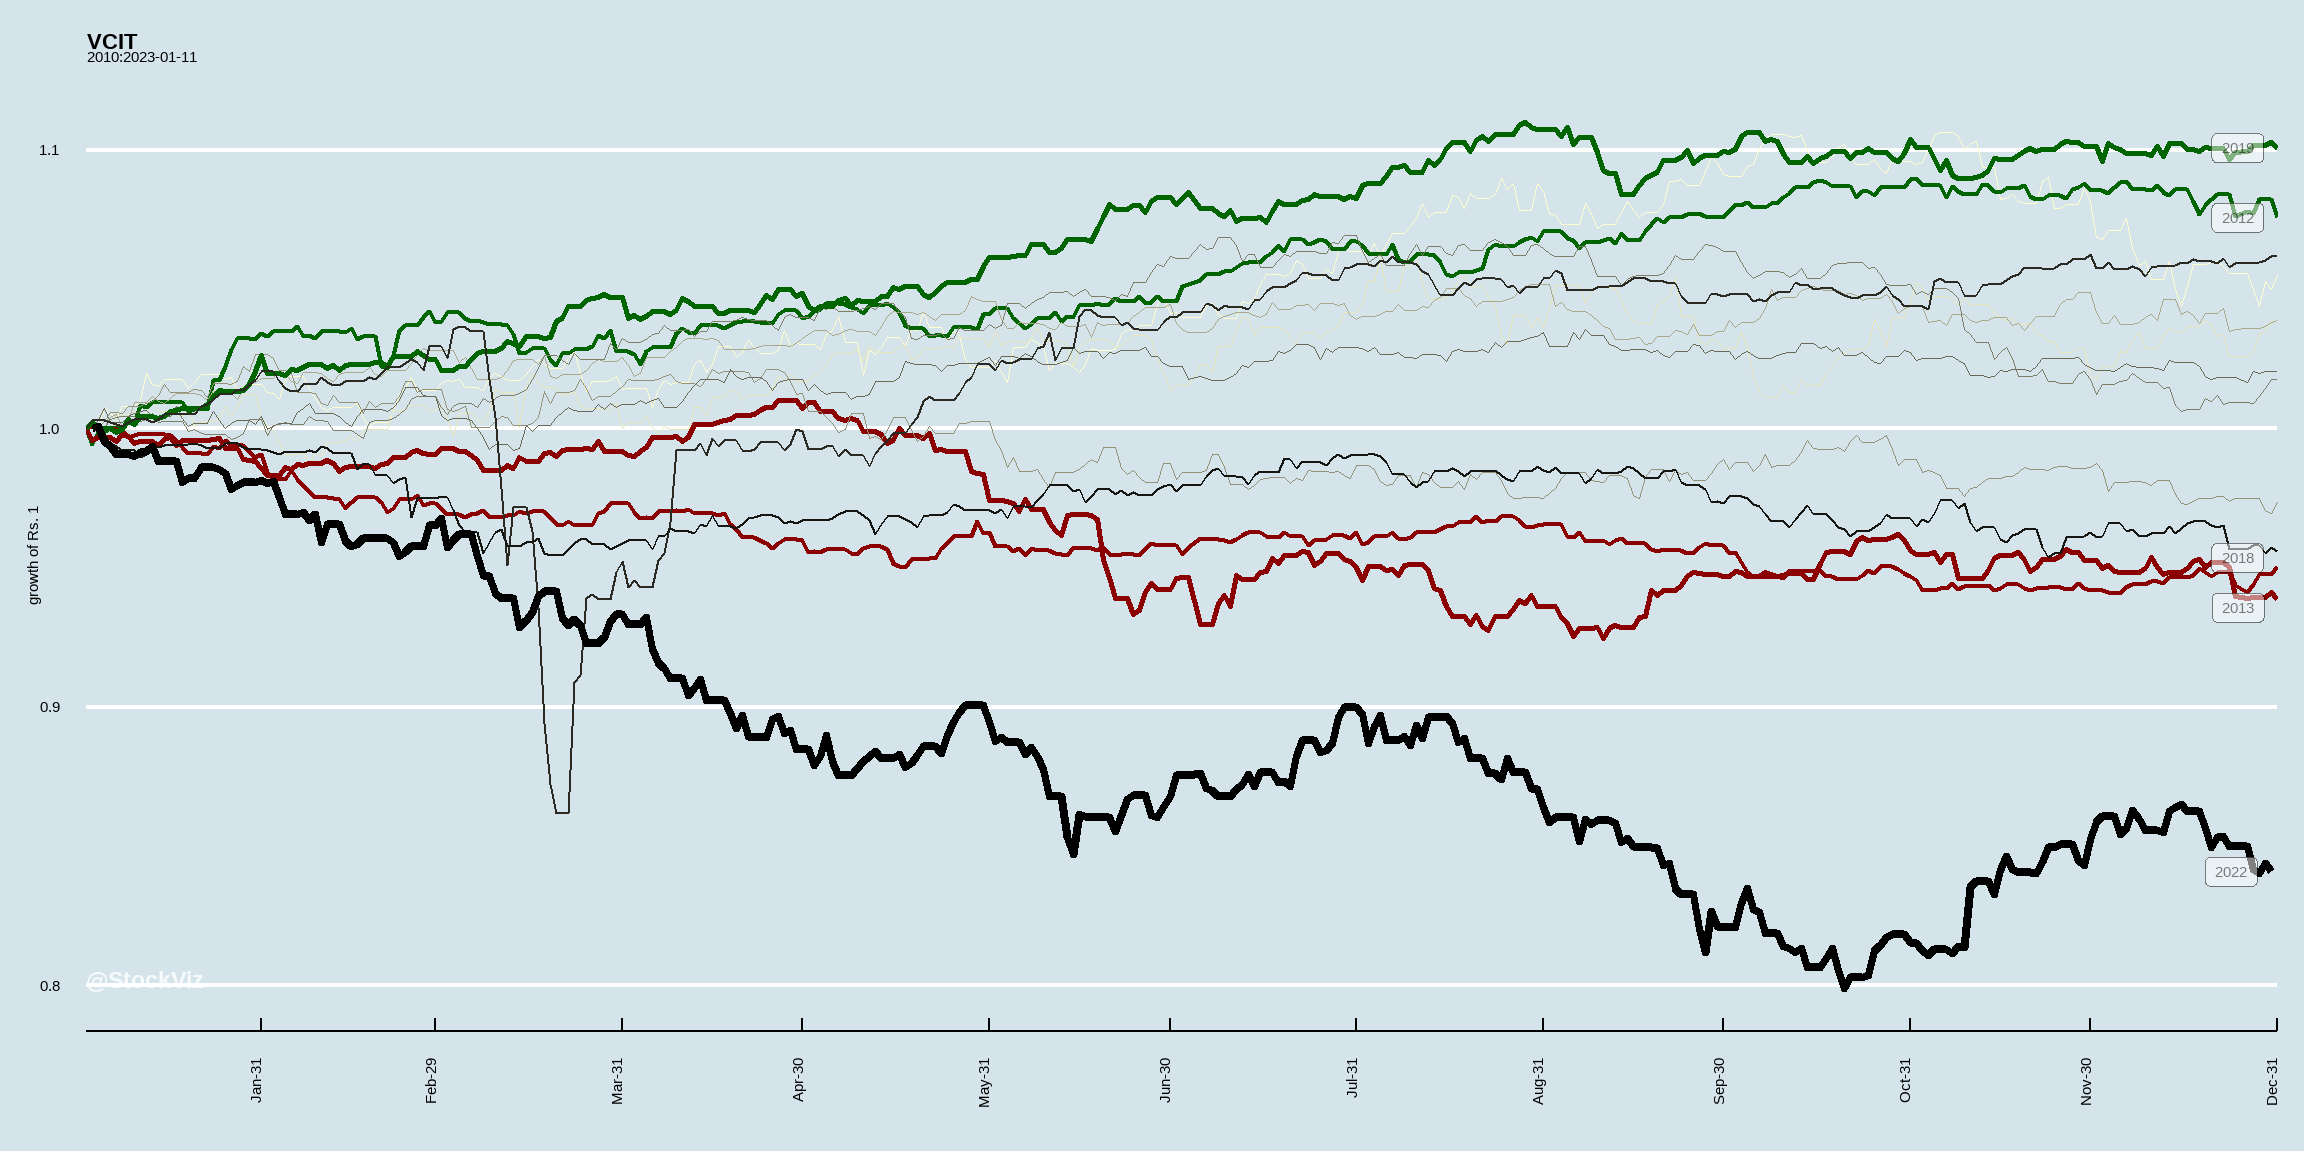 VCIT
2010:2023-01-11
1.1
1.0
0.9
0.8
growth of Rs. 1
2019
2012
2018
2013
2022
@StockViz
Jan-31
Feb-29
Mar-31
Apr-30
May-31
Jun-30
Jul-31
Aug-31
Sep-30
Oct-31
Nov-30
Dec-31